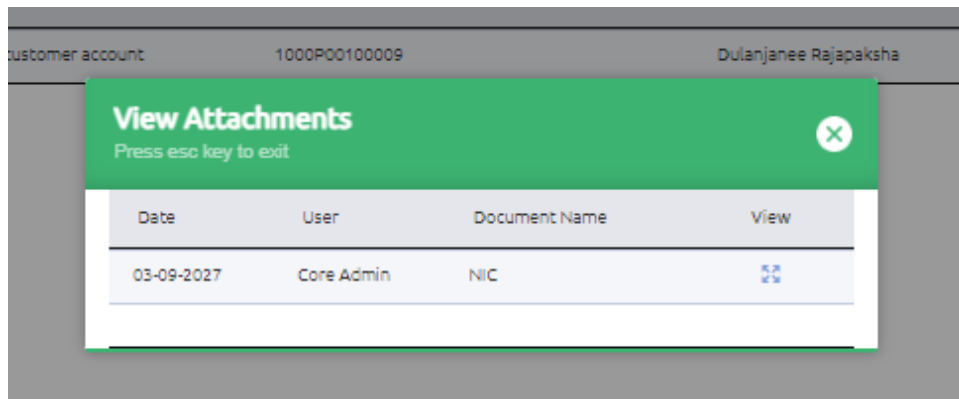 customer account 1000P00100009 Dulanjanee Rajapaksha
View Attachments
Press esc key to exit
Date User Document Name View
03-09-2027 Core Admin NIC